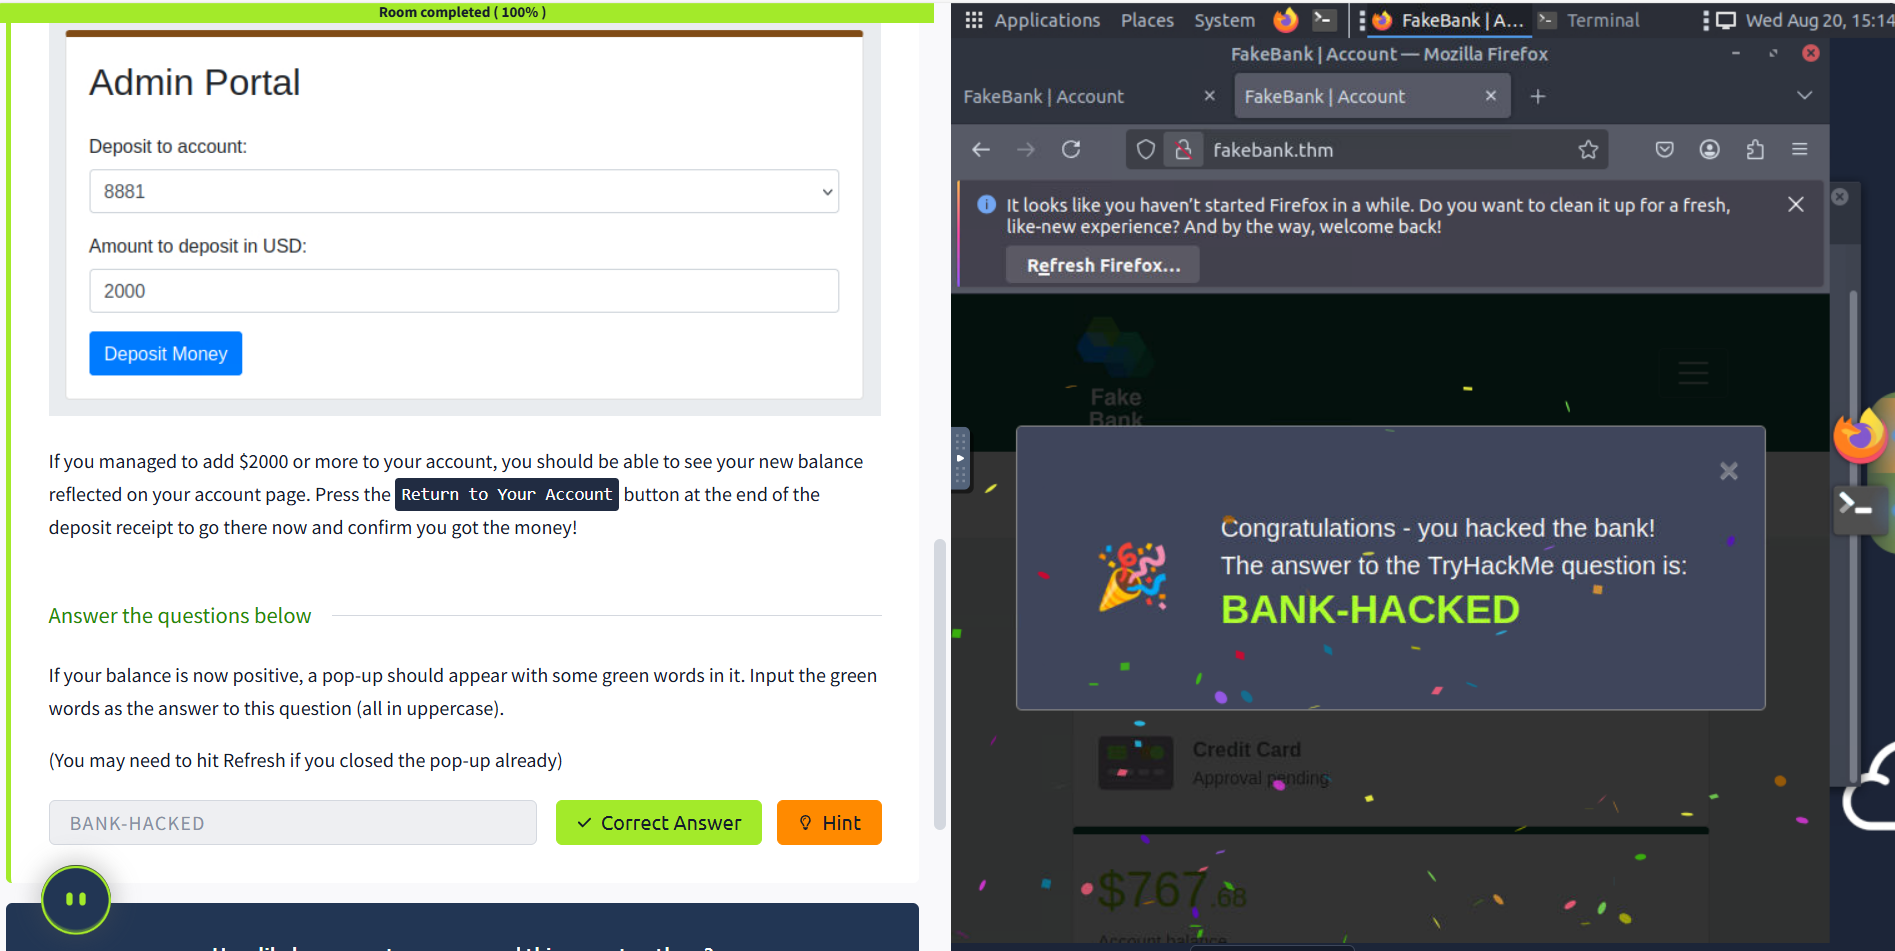 Room completed ( 100% )
Admin Portal
Deposit to account:
8881
Amount to deposit in USD:
2000
Deposit Money
If you managed to add $2000 or more to your account, you should be able to see your new balance
reflected on your account page. Press the Return to Your Account button at the end of the
deposit receipt to go there now and confirm you got the money!
Answer the questions below
If your balance is now positive, a pop-up should appear with some green words in it. Input the green
words as the answer to this question (all in uppercase).
(You may need to hit Refresh if you closed the pop-up already)
BANK-HACKED
Correct Answer
Hint
Applications Places System FakeBank | A... Terminal Wed Aug 20, 15:14
FakeBank | Account — Mozilla Firefox
FakeBank | Account
FakeBank | Account
fakebank.thm
It looks like you haven't started Firefox in a while. Do you want to clean it up for a fresh,
like-new experience? And by the way, welcome back!
Refresh Firefox...
Fake
Bank
Congratulations - you hacked the bank!
The answer to the TryHackMe question is:
BANK-HACKED
Credit Card
Approval pending
$767.68
Account balance